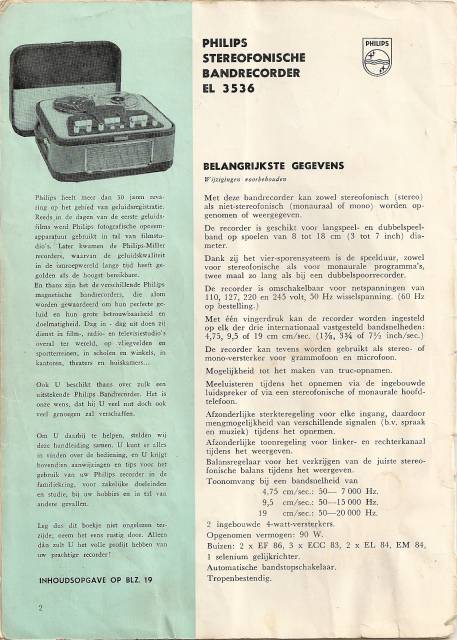 Philips heeft meer dan 30 jaren erva-
ring op het gebied van geluidsregistratie.
Reeds in de dagen van de eerste geluids-
films werd Philips fotografische opneem-
apparatuur gebruikt in tal van filmstu-
dio's. Later kwamen de Philips-Miller
recorders, waarvan de geluidskwaliteit
in de omroepwereld lange tijd heeft ge-
golden als de hoogst bereikbare.
En thans zijn het de verschillende Philips
magnetische bandrecorders, die alom
worden gewaardeerd om hun perfecte ge-
luid en hun grote betrouwbaarheid en
doelmatigheid. Dag in - dag uit doen zij
dienst in film-, radio- en televisiestudio's
overal ter wereld, op vliegvelden en
sportterreinen, in scholen en winkels, in
kantoren, theaters en huiskamers...
Ook U beschikt thans over zulk een
uitstekende Philips Bandrecorder. Het is
onze wens, dat hij U veel nut doch ook
veel genoegen zal verschaffen.
Om U daarbij te helpen, stelden wij
deze handleiding samen. U kunt er alles
in vinden over de bediening, en U krijgt
bovendien aanwijzingen en tips voor het
gebruik van uw Philips recorder in de
familiekring, voor zakelijke doeleinden
en studie, bij uw hobbies en in tal van
andere gevallen.
Leg dus dit boekje niet ongelezen ter-
zijde; neem het eens rustig door. Alleen
dán zult U het volle profijt hebben van
uw prachtige recorder!
INHOUDSOPGAVE OP BLZ. 19
2
PHILIPS
STEREOFONISCHE
BANDRECORDER
EL 3536
PHILIPS
BELANGRIJKSTE GEGEVENS
Wijzigingen voorbehouden
Met deze bandrecorder kan zowel stereofonisch (stereo)
als niet-stereofonisch (monauraal of mono) worden op-
genomen of weergegeven.
De recorder is geschikt voor langspeel- en dubbelspeel-
band op spoelen van 8 tot 18 cm (3 tot 7 inch) dia-
meter.
Dank zij het vier-sporensysteem is de speelduur, zowel
voor stereofonische als voor monaurale programma's,
twee maal zo lang als bij een dubbelspoorrecorder.
De recorder is omschakelbaar voor netspanningen van
110, 127, 220 en 245 volt, 50 Hz wisselspanning. (60 Hz
op bestelling.)
Met één vingerdruk kan de recorder worden ingesteld
op elk der drie internationaal vastgesteld bandsnelheden:
4,75, 9,5 of 19 cm/sec. (1⅞, 3¾ of 7½ inch/sec.)
De recorder kan tevens worden gebruikt als stereo- of
mono-versterker voor grammofoon en microfoon.
Mogelijkheid tot het maken van truc-opnamen.
Meeluisteren tijdens het opnemen via de ingebouwde
luidspreker of via een stereofonische of monaurale hoofd-
telefoon.
Afzonderlijke sterkteregeling voor elke ingang, daardoor
mengmogelijkheid van verschillende signalen (b.v. spraak
en muziek) tijdens het opnemen.
Afzonderlijke toonregeling voor linker- en rechterkanaal
tijdens het weergeven.
Balansregelaar voor het verkrijgen van de juiste stereo-
fonische balans tijdens het weergeven.
Toonomvang bij een bandsnelheid van
4,75 cm/sec.: 50— 7 000 Hz.
9,5 cm/sec.: 50—15 000 Hz.
19 cm/sec.: 50—20 000 Hz.
2 ingebouwde 4-watt-versterkers.
Opgenomen vermogen: 90 W.
Buizen: 2 x EF 86, 3 x ECC 83, 2 x EL 84, EM 84,
1 selenium gelijkrichter.
Automatische bandstopschakelaar.
Tropenbestendig.